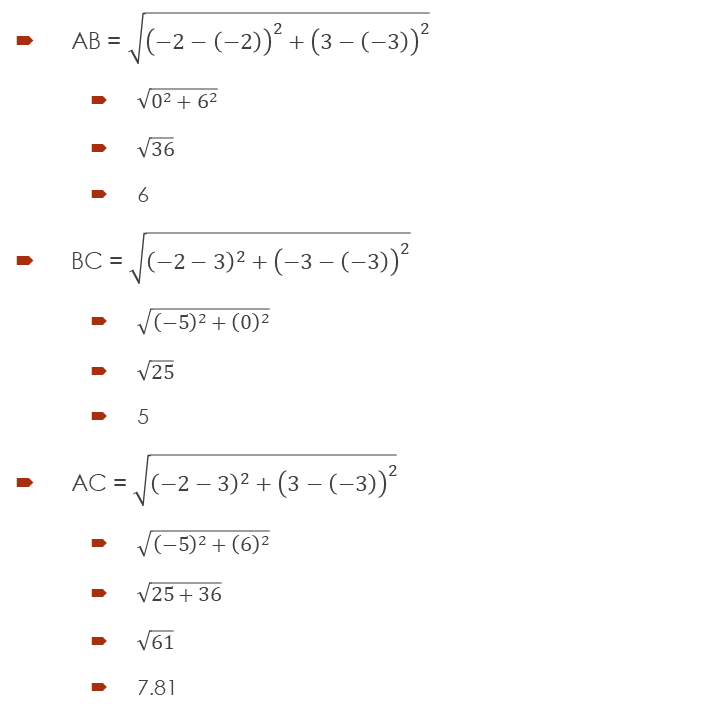 AB = √((−2 − (−2))² + (3 − (−3))²)
√(0² + 6²)
√36
6
BC = √((−2 − 3)² + (−3 − (−3))²)
√((−5)² + (0)²)
√25
5
AC = √((−2 − 3)² + (3 − (−3))²)
√((−5)² + (6)²)
√(25 + 36)
√61
7.81